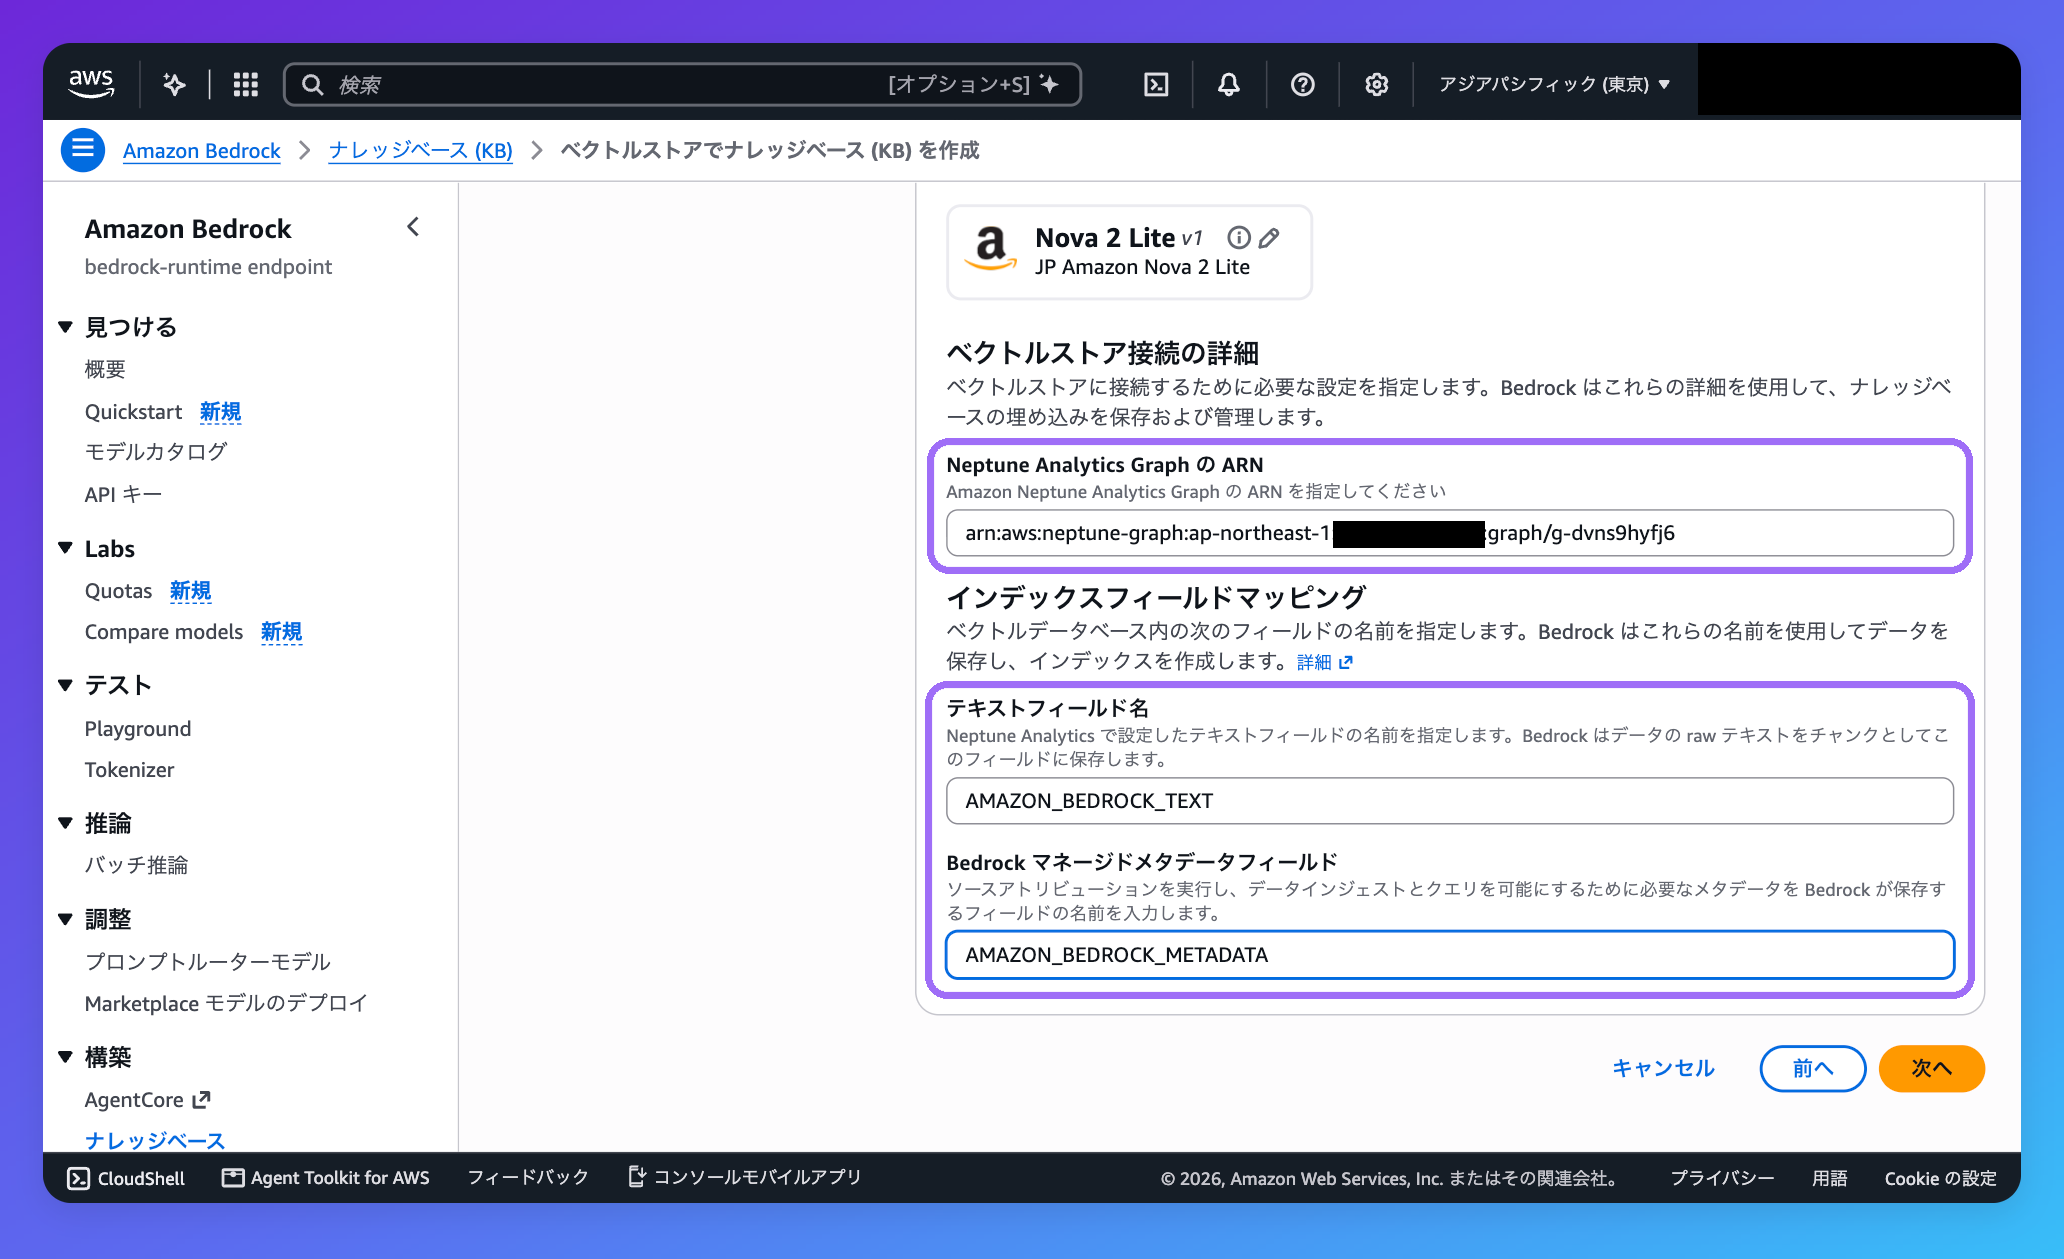 aws
検索
[オプション+S]
アジアパシフィック (東京) ▼
Amazon Bedrock
ナレッジベース (KB)
ベクトルストアでナレッジベース (KB) を作成
Amazon Bedrock
bedrock-runtime endpoint
見つける
概要
Quickstart 新規
モデルカタログ
API キー
Labs
Quotas 新規
Compare models 新規
テスト
Playground
Tokenizer
推論
バッチ推論
調整
プロンプトルーターモデル
Marketplace モデルのデプロイ
構築
AgentCore
ナレッジベース
Nova 2 Lite v1
JP Amazon Nova 2 Lite
ベクトルストア接続の詳細
ベクトルストアに接続するために必要な設定を指定します。Bedrock はこれらの詳細を使用して、ナレッジベ
ースの埋め込みを保存および管理します。
Neptune Analytics Graph の ARN
Amazon Neptune Analytics Graph の ARN を指定してください
arn:aws:neptune-graph:ap-northeast-1: :graph/g-dvns9hyfj6
インデックスフィールドマッピング
ベクトルデータベース内の次のフィールドの名前を指定します。Bedrock はこれらの名前を使用してデータを
保存し、インデックスを作成します。 詳細
テキストフィールド名
Neptune Analytics で設定したテキストフィールドの名前を指定します。Bedrock はデータの raw テキストをチャンクとしてこ
のフィールドに保存します。
AMAZON_BEDROCK_TEXT
Bedrock マネージドメタデータフィールド
ソースアトリビューションを実行し、データインジェストとクエリを可能にするために必要なメタデータを Bedrock が保存す
るフィールドの名前を入力します。
AMAZON_BEDROCK_METADATA
キャンセル
前へ
次へ
CloudShell
Agent Toolkit for AWS
フィードバック
コンソールモバイルアプリ
© 2026, Amazon Web Services, Inc. またはその関連会社。
プライバシー
用語
Cookie の設定